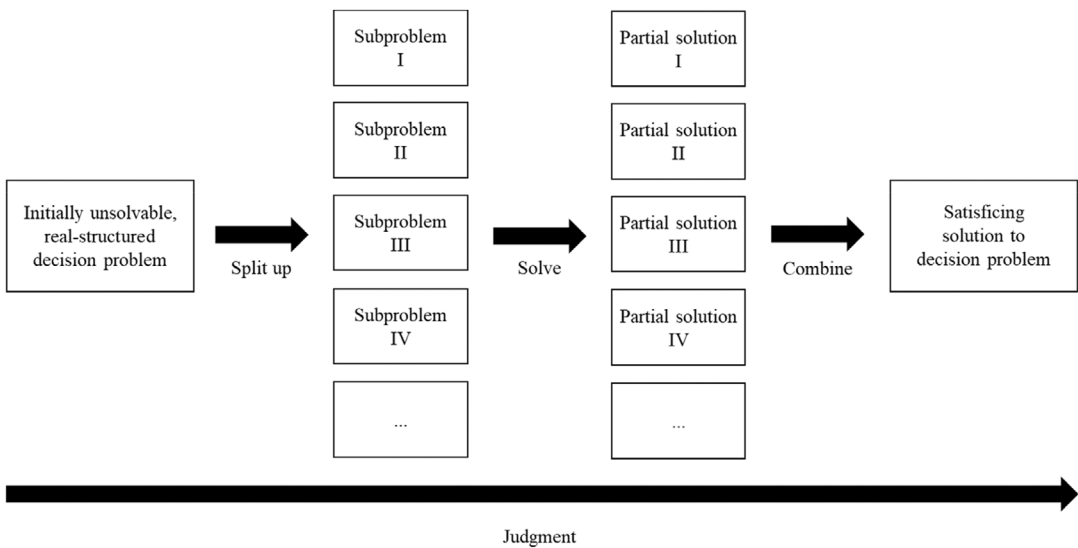 Initially unsolvable,
real-structured
decision problem
Split up
Subproblem
I
Subproblem
II
Subproblem
III
Subproblem
IV
...
Solve
Partial solution
I
Partial solution
II
Partial solution
III
Partial solution
IV
...
Combine
Satisficing
solution to
decision problem
Judgment